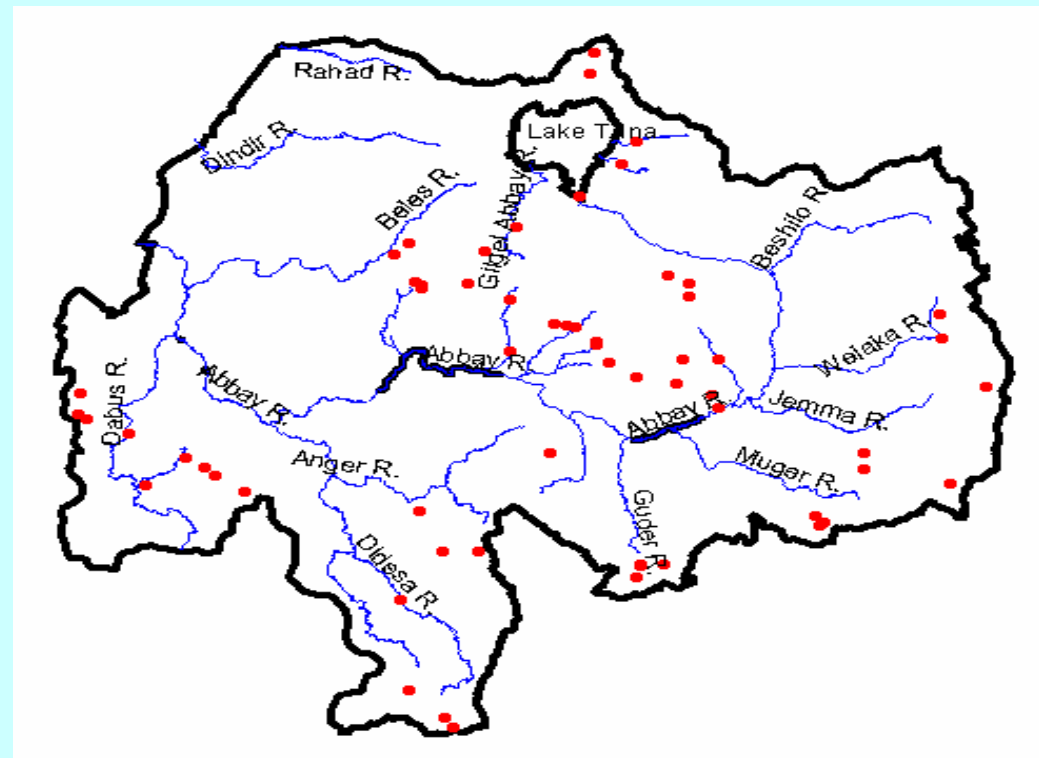 Rahad R.
Lake Tana
Dindir R.
Beles R.
Gilgel Abbay R.
Beshilo R.
Welaka R.
Abbay R.
Dabus R.
Abbay R.
Abbay R.
Jemma R.
Anger R.
Muger R.
Guder R.
Didesa R.